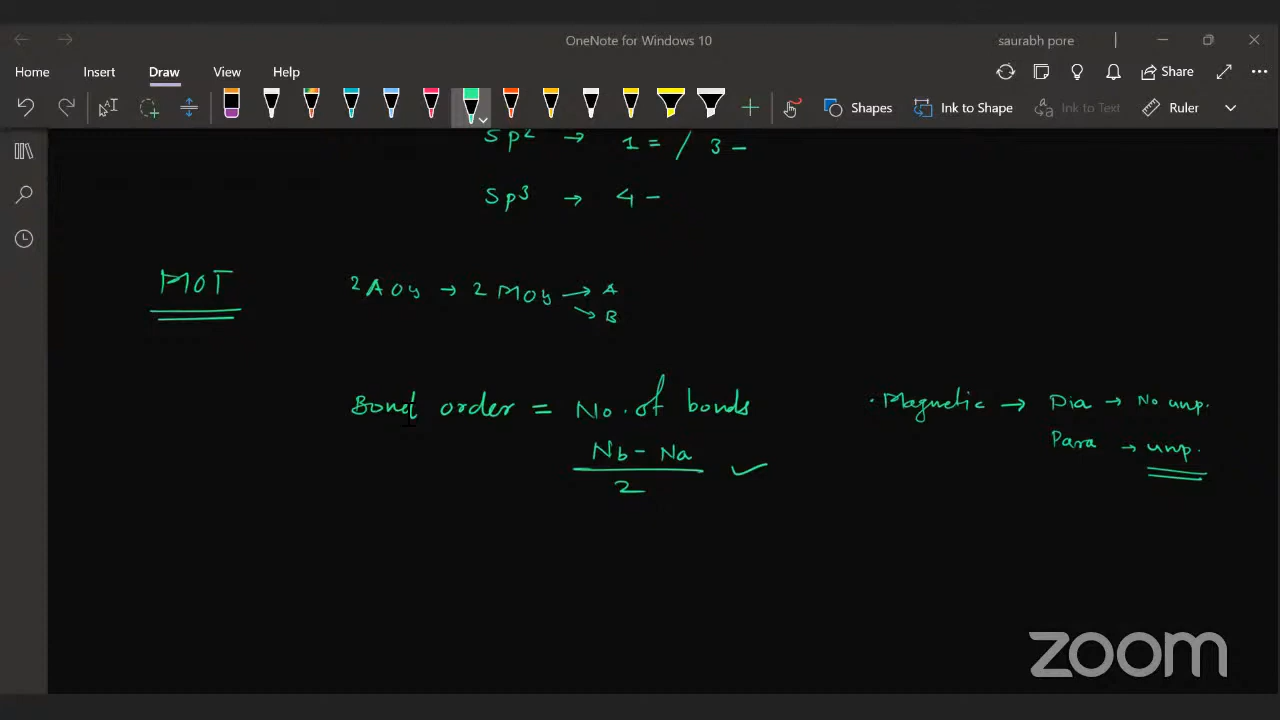 OneNote for Windows 10
saurabh pore
Home Insert Draw View Help
Share
Shapes Ink to Shape Ink to Text Ruler
Sp2 → 1 = / 3 -
Sp3 → 4 -
MOT 2 AOs → 2 MOs → A
→ B
Bond order = No. of bonds
Nb - Na
2
· Magnetic → Dia → No unp.
Para → unp.
zoom